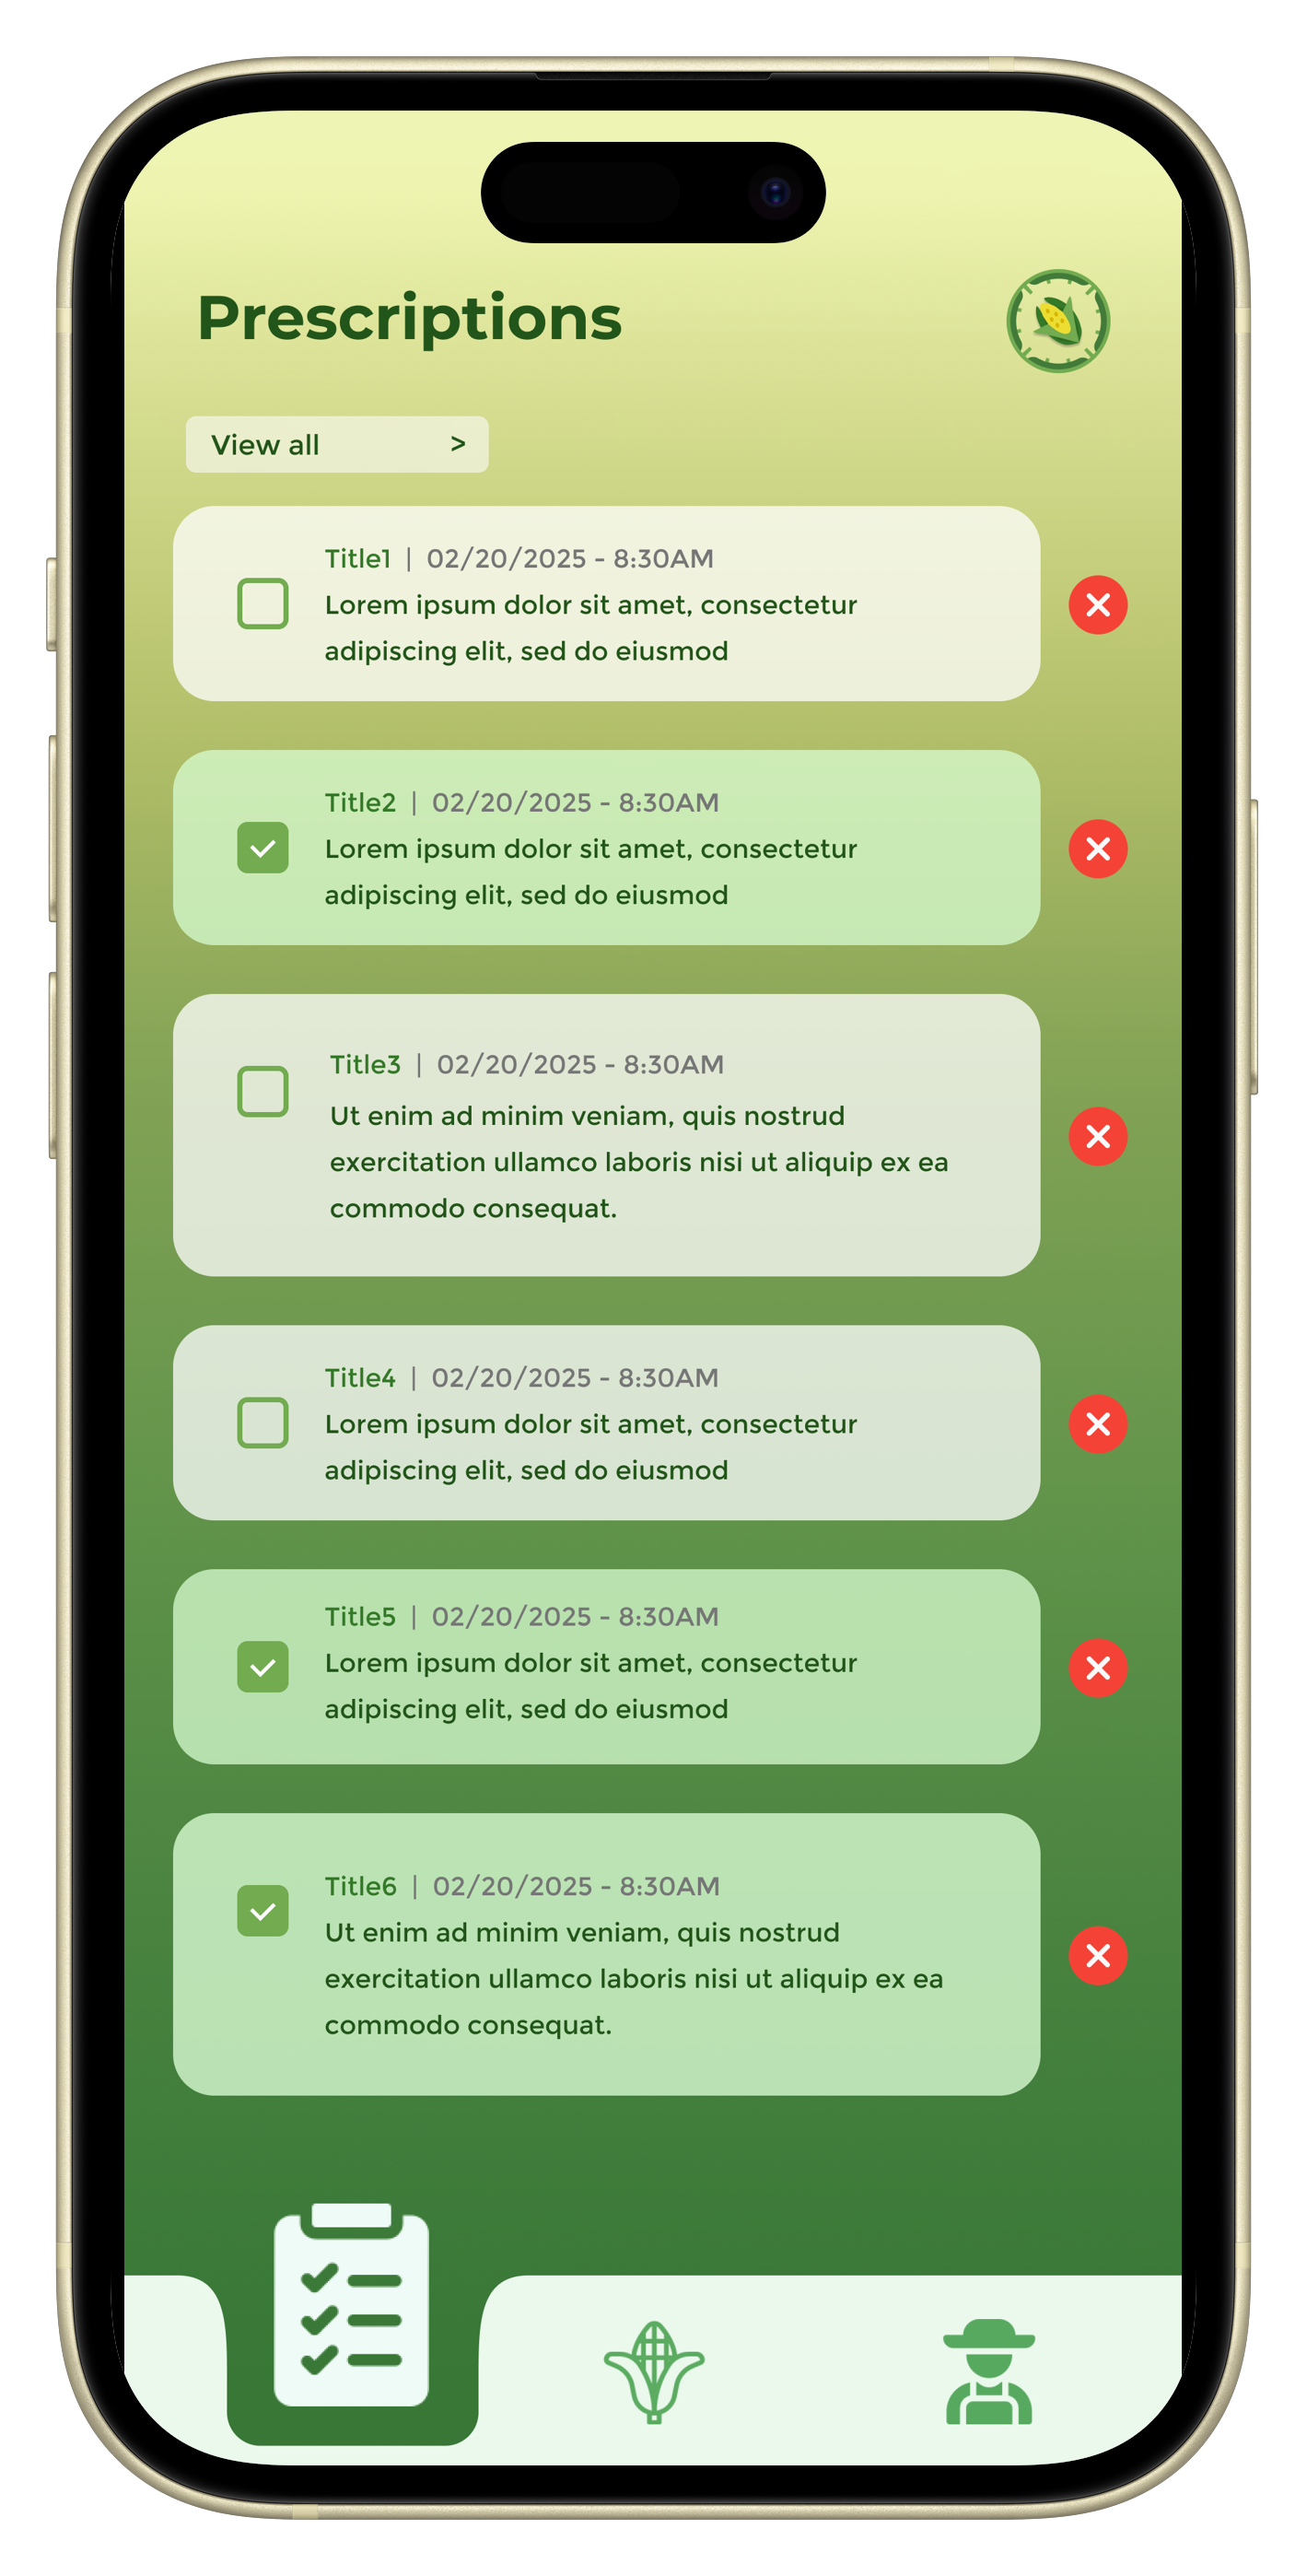 Prescriptions
View all >
Title1 | 02/20/2025 - 8:30AM
Lorem ipsum dolor sit amet, consectetur
adipiscing elit, sed do eiusmod
Title2 | 02/20/2025 - 8:30AM
Lorem ipsum dolor sit amet, consectetur
adipiscing elit, sed do eiusmod
Title3 | 02/20/2025 - 8:30AM
Ut enim ad minim veniam, quis nostrud
exercitation ullamco laboris nisi ut aliquip ex ea
commodo consequat.
Title4 | 02/20/2025 - 8:30AM
Lorem ipsum dolor sit amet, consectetur
adipiscing elit, sed do eiusmod
Title5 | 02/20/2025 - 8:30AM
Lorem ipsum dolor sit amet, consectetur
adipiscing elit, sed do eiusmod
Title6 | 02/20/2025 - 8:30AM
Ut enim ad minim veniam, quis nostrud
exercitation ullamco laboris nisi ut aliquip ex ea
commodo consequat.